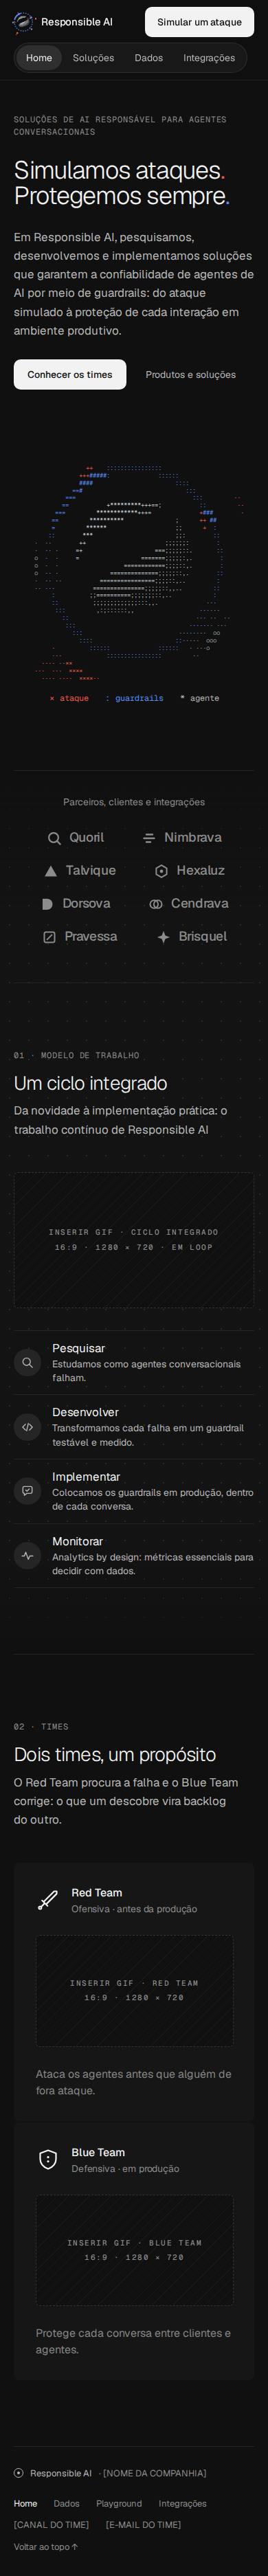 Responsible AI
Simular um ataque
Home Soluções Dados Integrações
SOLUÇÕES DE AI RESPONSÁVEL PARA AGENTES
CONVERSACIONAIS
Simulamos ataques.
Protegemos sempre.
Em Responsible AI, pesquisamos,
desenvolvemos e implementamos soluções
que garantem a confiabilidade de agentes de
AI por meio de guardrails: do ataque
simulado à proteção de cada interação em
ambiente produtivo.
Conhecer os times
Produtos e soluções
× ataque : guardrails * agente
Parceiros, clientes e integrações
Quoril Nimbrava
Talvique Hexaluz
Dorsova Cendrava
Pravessa Brisquel
01 · MODELO DE TRABALHO
Um ciclo integrado
Da novidade à implementação prática: o
trabalho contínuo de Responsible AI
INSERIR GIF · CICLO INTEGRADO
16:9 · 1280 × 720 · EM LOOP
Pesquisar
Estudamos como agentes conversacionais
falham.
Desenvolver
Transformamos cada falha em um guardrail
testável e medido.
Implementar
Colocamos os guardrails em produção, dentro
de cada conversa.
Monitorar
Analytics by design: métricas essenciais para
decidir com dados.
02 · TIMES
Dois times, um propósito
O Red Team procura a falha e o Blue Team
corrige: o que um descobre vira backlog
do outro.
Red Team
Ofensiva · antes da produção
INSERIR GIF · RED TEAM
16:9 · 1280 × 720
Ataca os agentes antes que alguém de
fora ataque.
Blue Team
Defensiva · em produção
INSERIR GIF · BLUE TEAM
16:9 · 1280 × 720
Protege cada conversa entre clientes e
agentes.
Responsible AI · [NOME DA COMPANHIA]
Home Dados Playground Integrações
[CANAL DO TIME] [E-MAIL DO TIME]
Voltar ao topo ↑